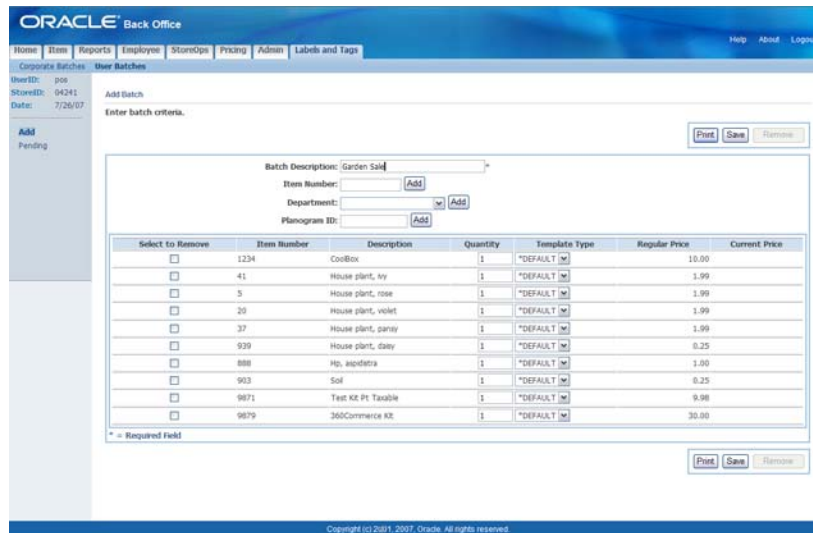 ORACLE Back Office
Help About Logou
Home Item Reports Employee StoreOps Pricing Admin Labels and Tags
Corporate Batches User Batches
UserID: pos
StoreID: 04241
Date: 7/26/07
Add
Pending
Add Batch
Enter batch criteria.
Print Save Remove
Batch Description: Garden Sale *
Item Number: Add
Department: Add
Planogram ID: Add
Select to Remove Item Number Description Quantity Template Type Regular Price Current Price
1234 CoolBox 1 *DEFAULT 10.00
41 House plant, ivy 1 *DEFAULT 1.99
5 House plant, rose 1 *DEFAULT 1.99
20 House plant, violet 1 *DEFAULT 1.99
37 House plant, pansy 1 *DEFAULT 1.99
939 House plant, daisy 1 *DEFAULT 0.25
888 Hp, aspidistra 1 *DEFAULT 1.00
903 Soil 1 *DEFAULT 0.25
9871 Test Kit Pt Taxable 1 *DEFAULT 9.98
9879 360Commerce Kit 1 *DEFAULT 30.00
* = Required Field
Print Save Remove
Copyright (c) 2001, 2007, Oracle. All rights reserved.